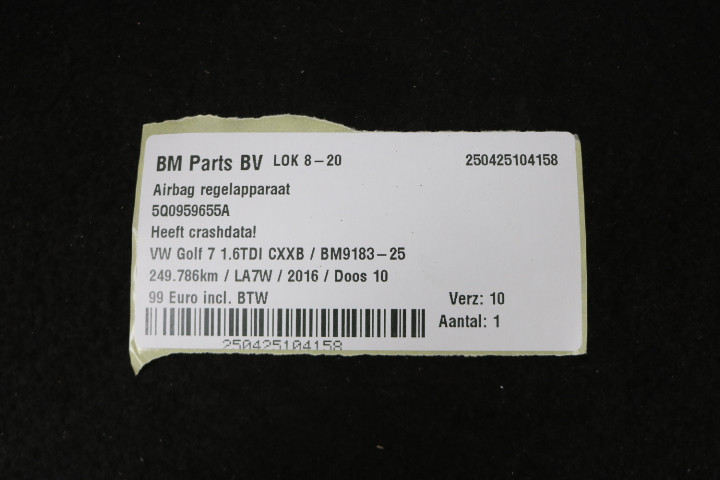 BM Parts BV LOK 8-20 250425104158
Airbag regelapparaat
5Q0959655A
Heeft crashdata!
VW Golf 7 1.6TDI CXXB / BM9183-25
249.786km / LA7W / 2016 / Doos 10
99 Euro incl. BTW Verz: 10
Aantal: 1
250425104158